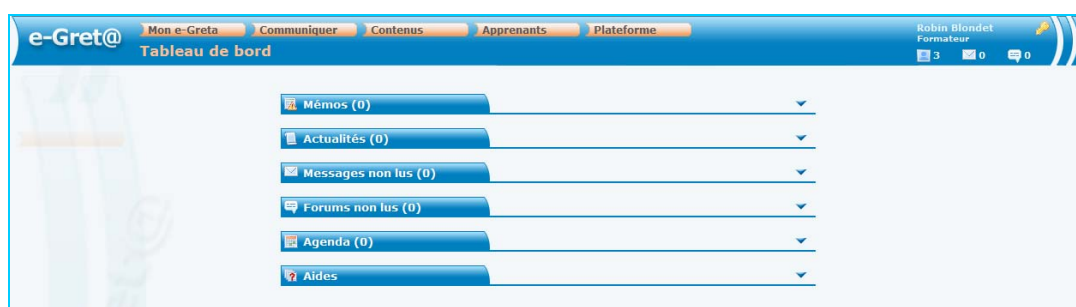 e-Gret@
Mon e-Greta Communiquer Contenus Apprenants Plateforme
Tableau de bord
Robin Blondet
Formateur
3 0 0
Mémos (0)
Actualités (0)
Messages non lus (0)
Forums non lus (0)
Agenda (0)
Aides